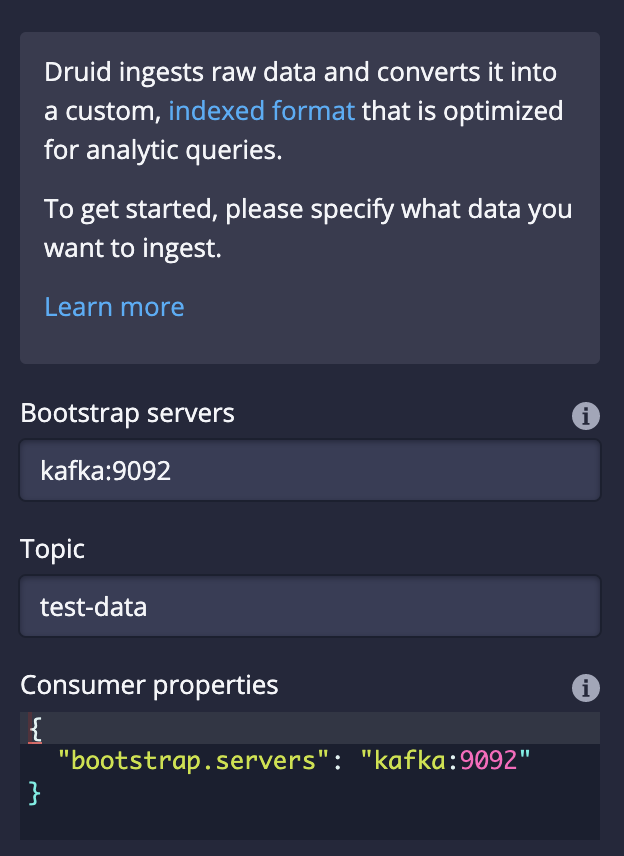 Druid ingests raw data and converts it into
a custom, indexed format that is optimized
for analytic queries.
To get started, please specify what data you
want to ingest.
Learn more
Bootstrap servers
kafka:9092
Topic
test-data
Consumer properties
{
"bootstrap.servers": "kafka:9092"
}